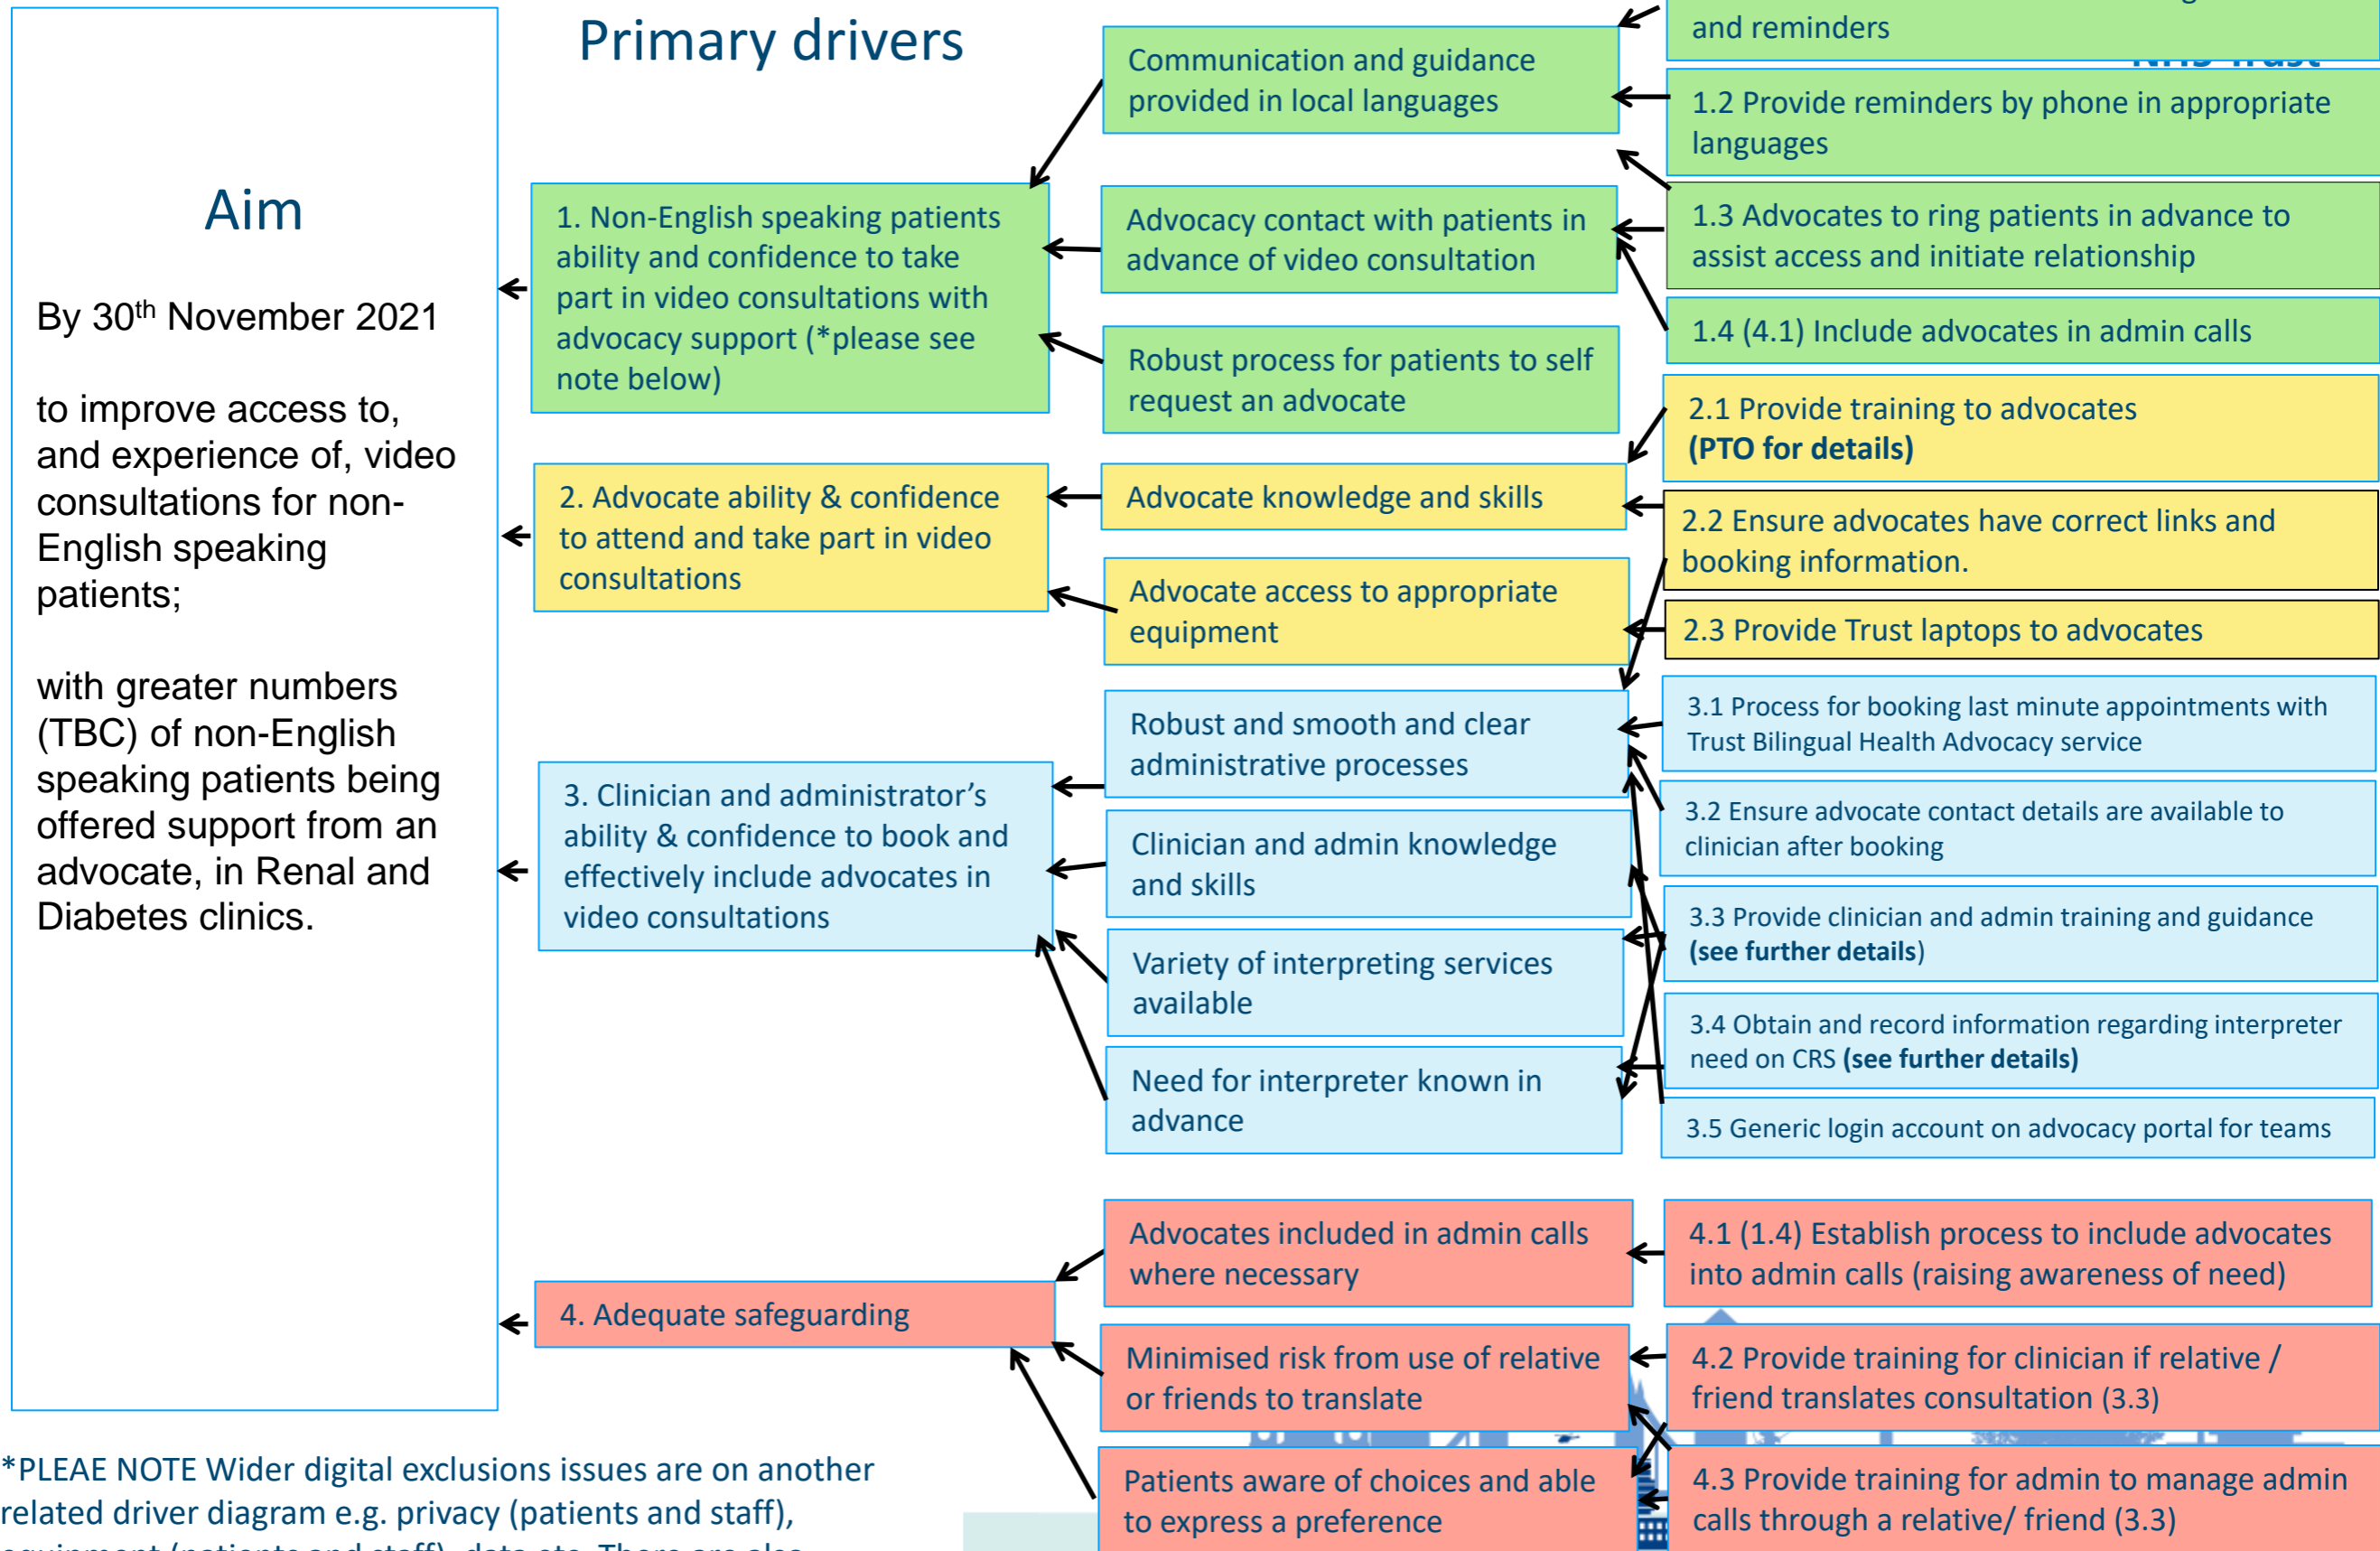 Primary drivers
Aim
By 30th November 2021
to improve access to,
and experience of, video
consultations for non-
English speaking
patients;
with greater numbers
(TBC) of non-English
speaking patients being
offered support from an
advocate, in Renal and
Diabetes clinics.
1. Non-English speaking patients
ability and confidence to take
part in video consultations with
advocacy support (*please see
note below)
2. Advocate ability & confidence
to attend and take part in video
consultations
3. Clinician and administrator's
ability & confidence to book and
effectively include advocates in
video consultations
4. Adequate safeguarding
Communication and guidance
provided in local languages
Advocacy contact with patients in
advance of video consultation
Robust process for patients to self
request an advocate
Advocate knowledge and skills
Advocate access to appropriate
equipment
Robust and smooth and clear
administrative processes
Clinician and admin knowledge
and skills
Variety of interpreting services
available
Need for interpreter known in
advance
Advocates included in admin calls
where necessary
Minimised risk from use of relative
or friends to translate
Patients aware of choices and able
to express a preference
and reminders
NHS Trust
1.2 Provide reminders by phone in appropriate
languages
1.3 Advocates to ring patients in advance to
assist access and initiate relationship
1.4 (4.1) Include advocates in admin calls
2.1 Provide training to advocates
(PTO for details)
2.2 Ensure advocates have correct links and
booking information.
2.3 Provide Trust laptops to advocates
3.1 Process for booking last minute appointments with
Trust Bilingual Health Advocacy service
3.2 Ensure advocate contact details are available to
clinician after booking
3.3 Provide clinician and admin training and guidance
(see further details)
3.4 Obtain and record information regarding interpreter
need on CRS (see further details)
3.5 Generic login account on advocacy portal for teams
4.1 (1.4) Establish process to include advocates
into admin calls (raising awareness of need)
4.2 Provide training for clinician if relative /
friend translates consultation (3.3)
4.3 Provide training for admin to manage admin
calls through a relative/ friend (3.3)
*PLEAE NOTE Wider digital exclusions issues are on another
related driver diagram e.g. privacy (patients and staff),
equipment (patients and staff), data etc. There are also